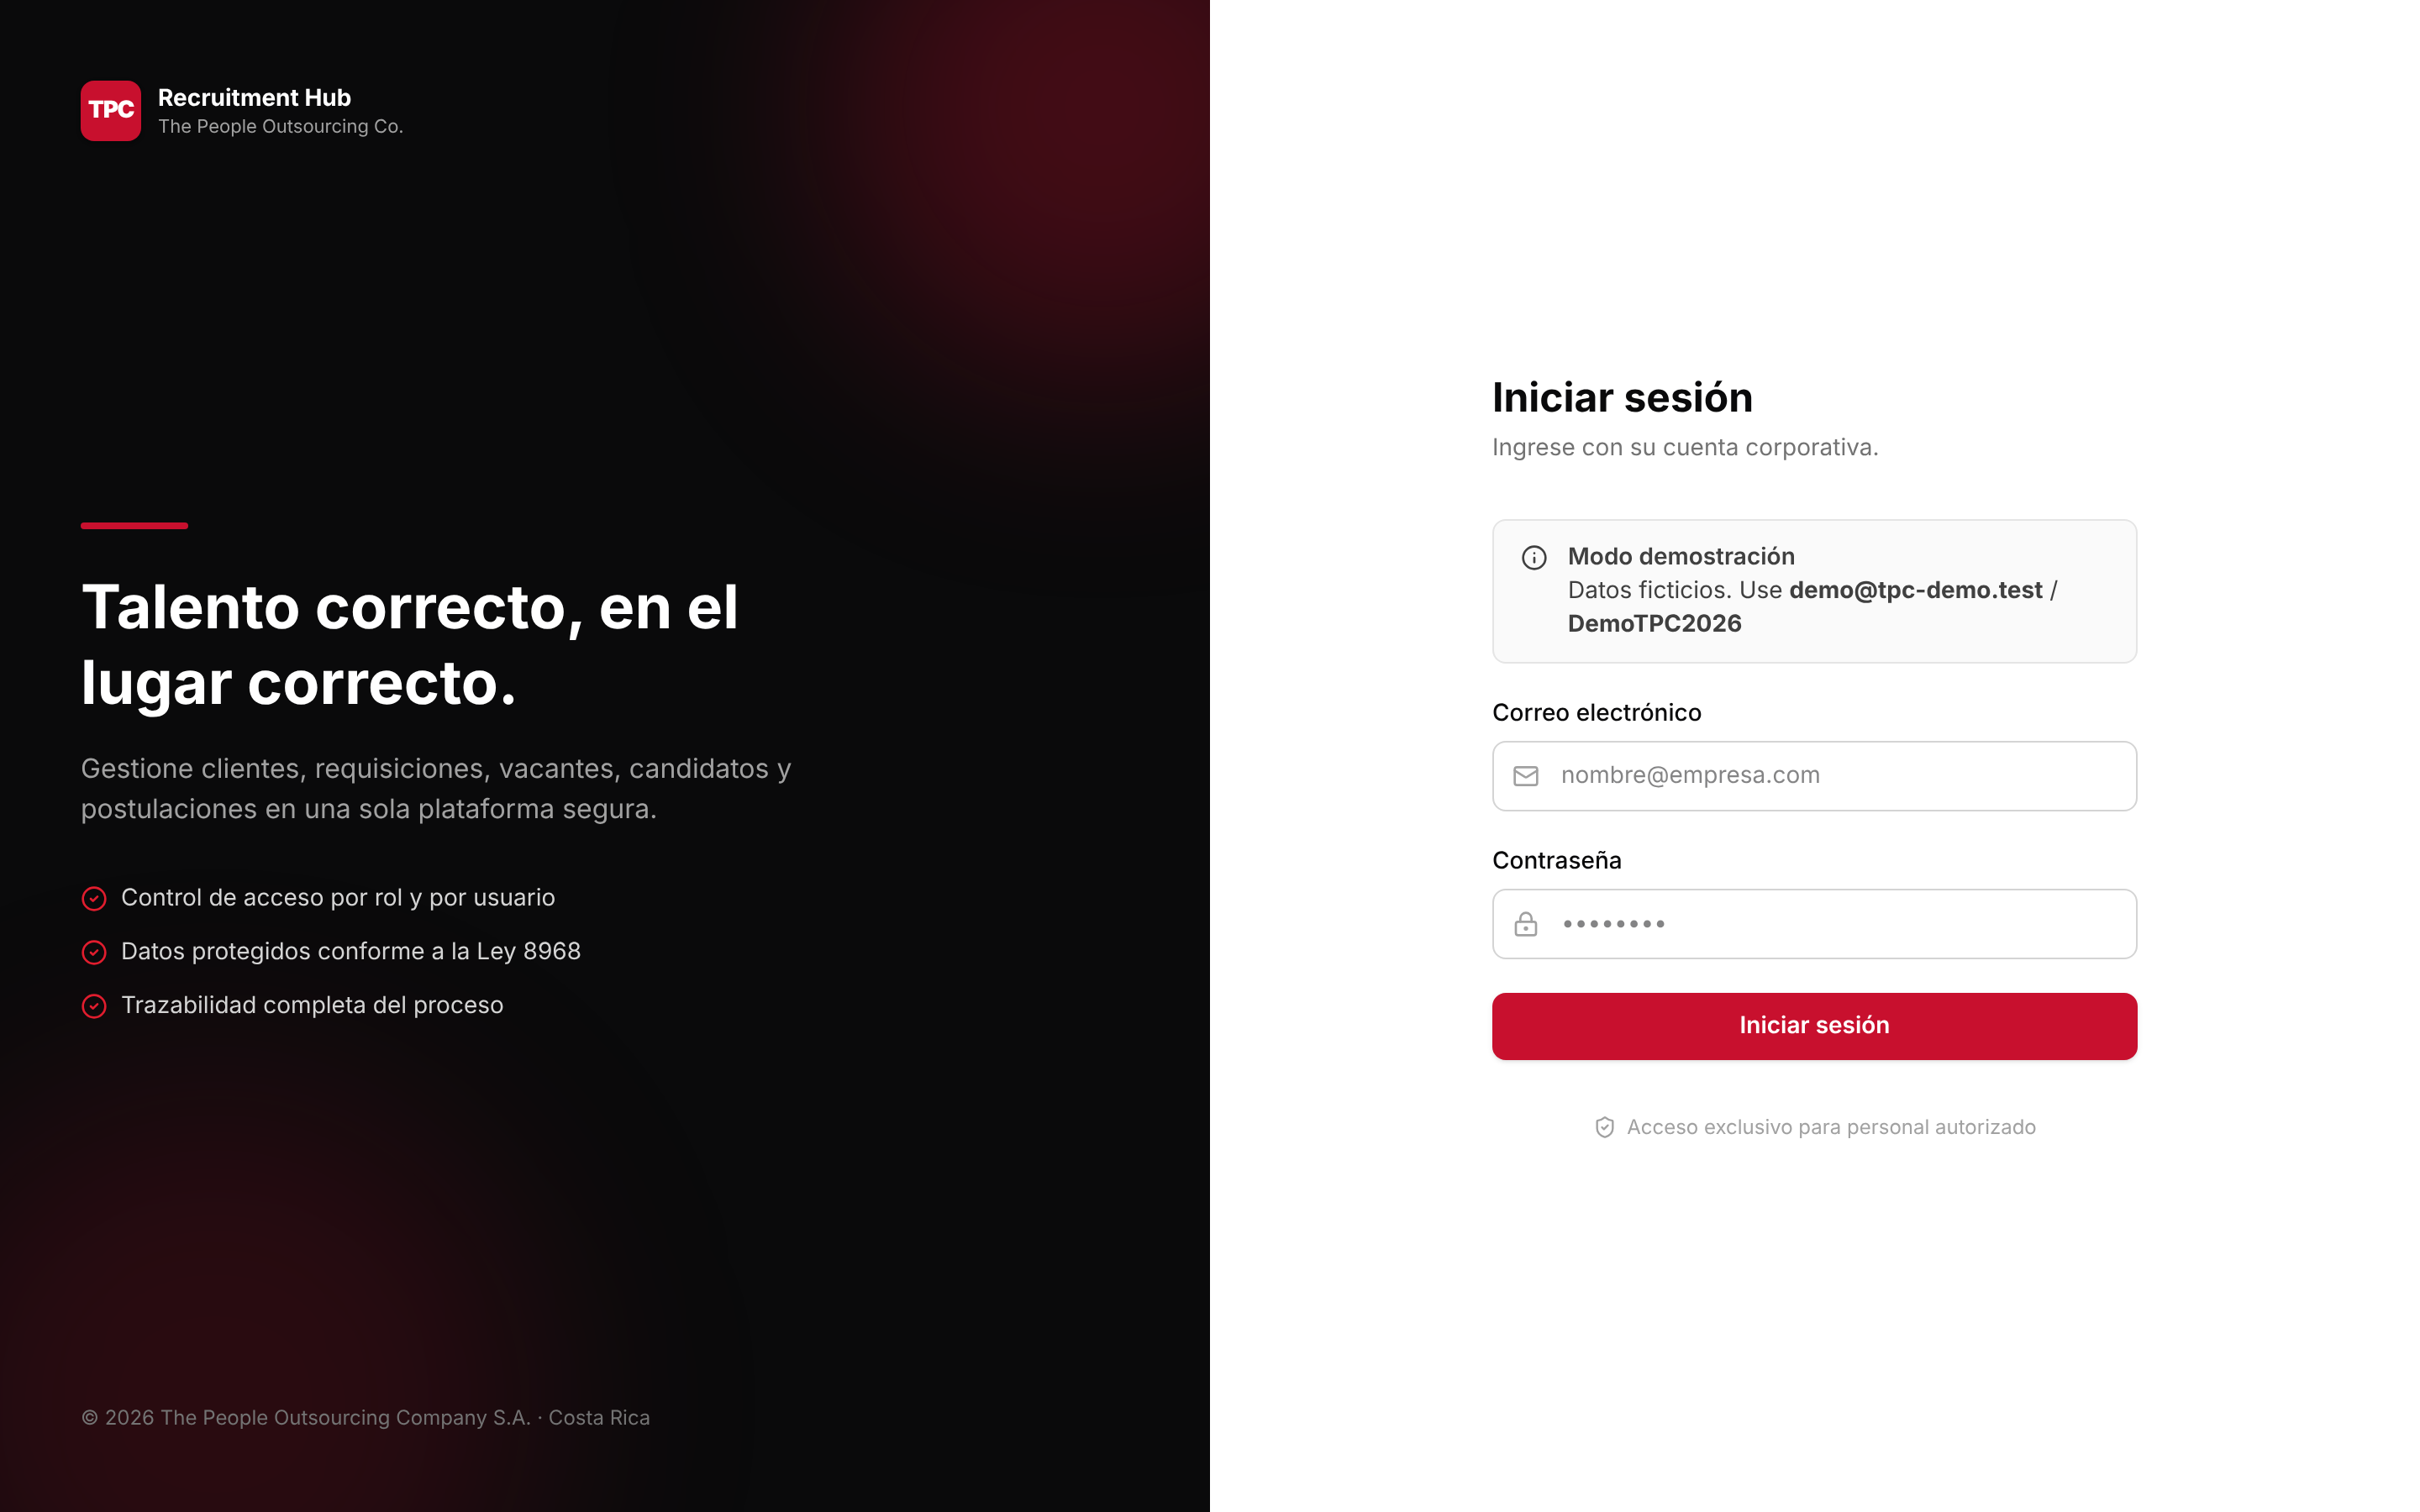 TPC
Recruitment Hub
The People Outsourcing Co.
Talento correcto, en el
lugar correcto.
Gestione clientes, requisiciones, vacantes, candidatos y
postulaciones en una sola plataforma segura.
Control de acceso por rol y por usuario
Datos protegidos conforme a la Ley 8968
Trazabilidad completa del proceso
© 2026 The People Outsourcing Company S.A. · Costa Rica
Iniciar sesión
Ingrese con su cuenta corporativa.
Modo demostración
Datos ficticios. Use demo@tpc-demo.test /
DemoTPC2026
Correo electrónico
nombre@empresa.com
Contraseña
••••••••
Iniciar sesión
Acceso exclusivo para personal autorizado